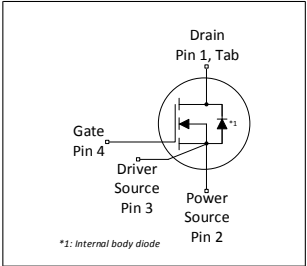 Drain
Pin 1, Tab
*1
Gate
Pin 4
Driver
Source
Pin 3
Power
Source
Pin 2
*1: Internal body diode